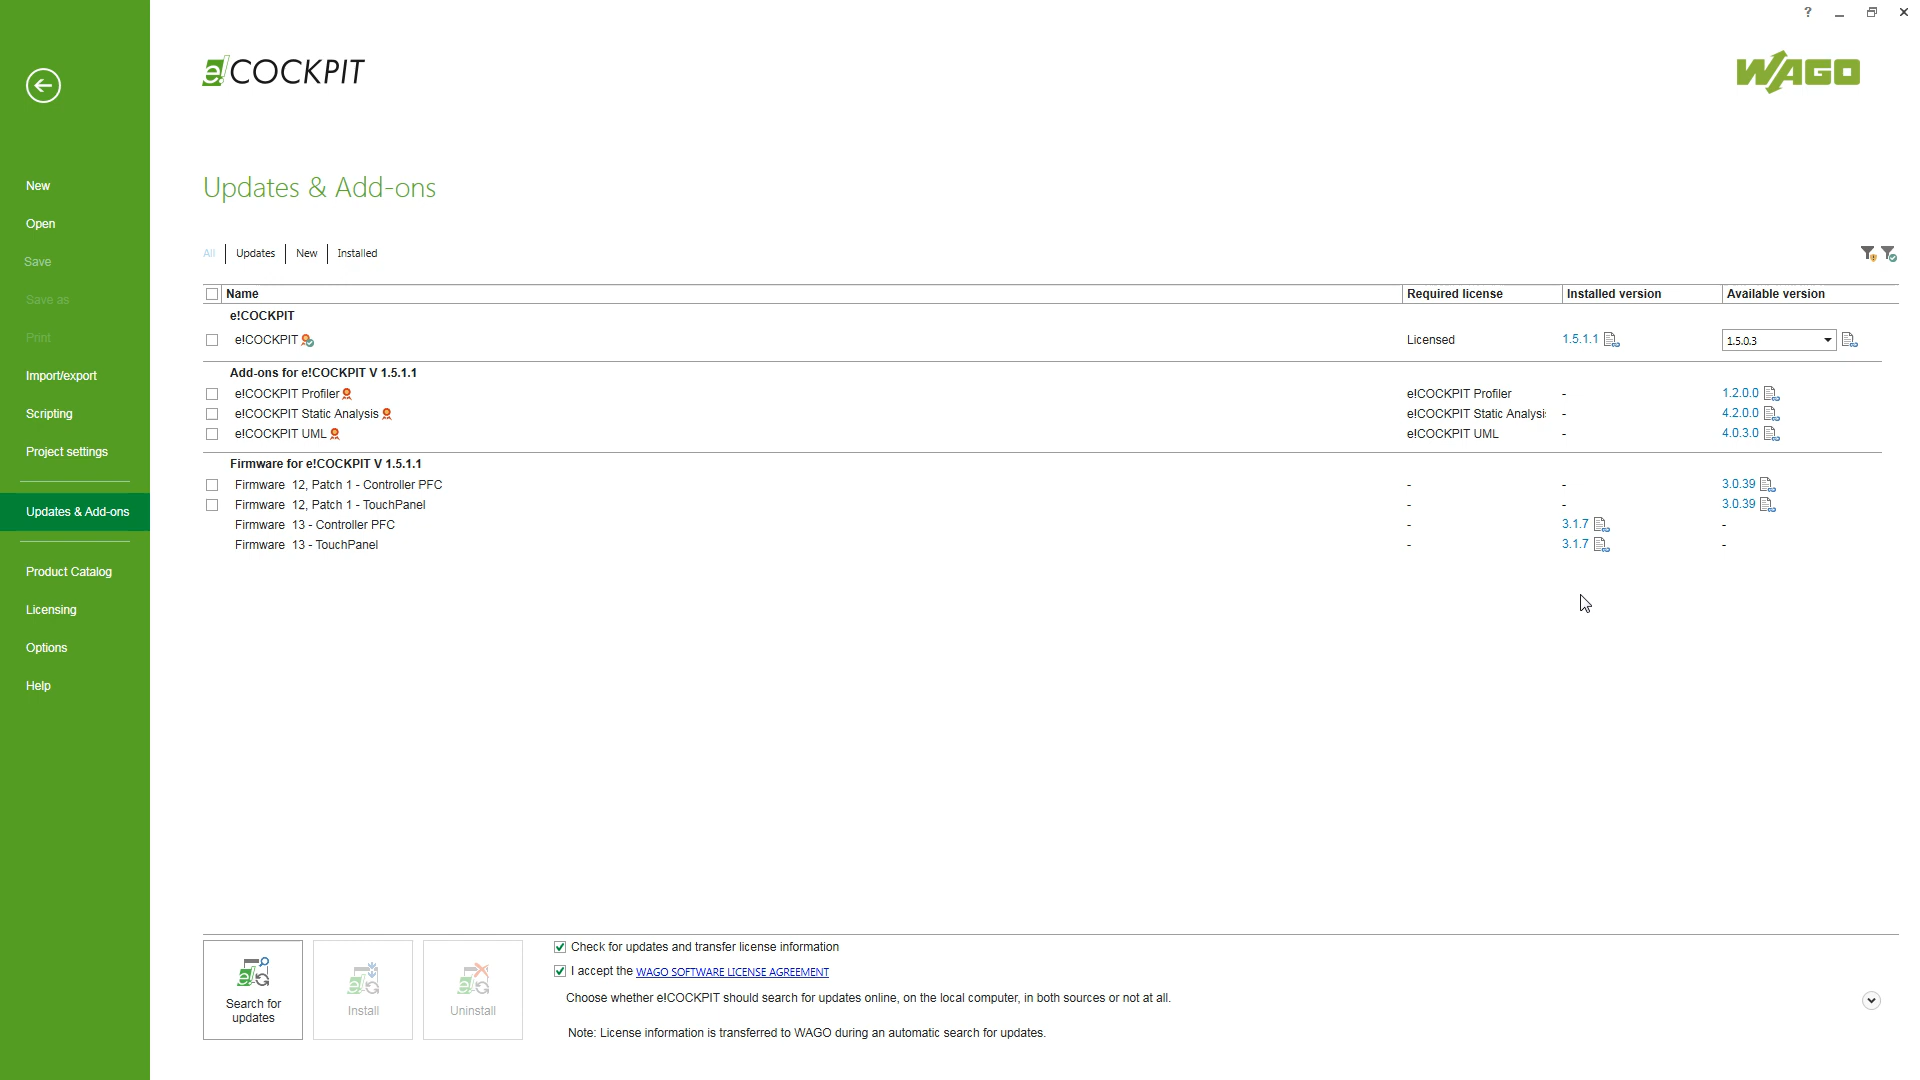 ?
e!COCKPIT
WAGO
New
Open
Save
Save as
Print
Import/export
Scripting
Project settings
Updates & Add-ons
Product Catalog
Licensing
Options
Help
Updates & Add-ons
All Updates New Installed
Name Required license Installed version Available version
e!COCKPIT
e!COCKPIT Licensed 1.5.1.1 1.5.0.3
Add-ons for e!COCKPIT V 1.5.1.1
e!COCKPIT Profiler e!COCKPIT Profiler - 1.2.0.0
e!COCKPIT Static Analysis e!COCKPIT Static Analysi - 4.2.0.0
e!COCKPIT UML e!COCKPIT UML - 4.0.3.0
Firmware for e!COCKPIT V 1.5.1.1
Firmware 12, Patch 1 - Controller PFC - - 3.0.39
Firmware 12, Patch 1 - TouchPanel - - 3.0.39
Firmware 13 - Controller PFC - 3.1.7 -
Firmware 13 - TouchPanel - 3.1.7 -
Search for
updates
Install
Uninstall
Check for updates and transfer license information
I accept the WAGO SOFTWARE LICENSE AGREEMENT
Choose whether e!COCKPIT should search for updates online, on the local computer, in both sources or not at all.
Note: License information is transferred to WAGO during an automatic search for updates.